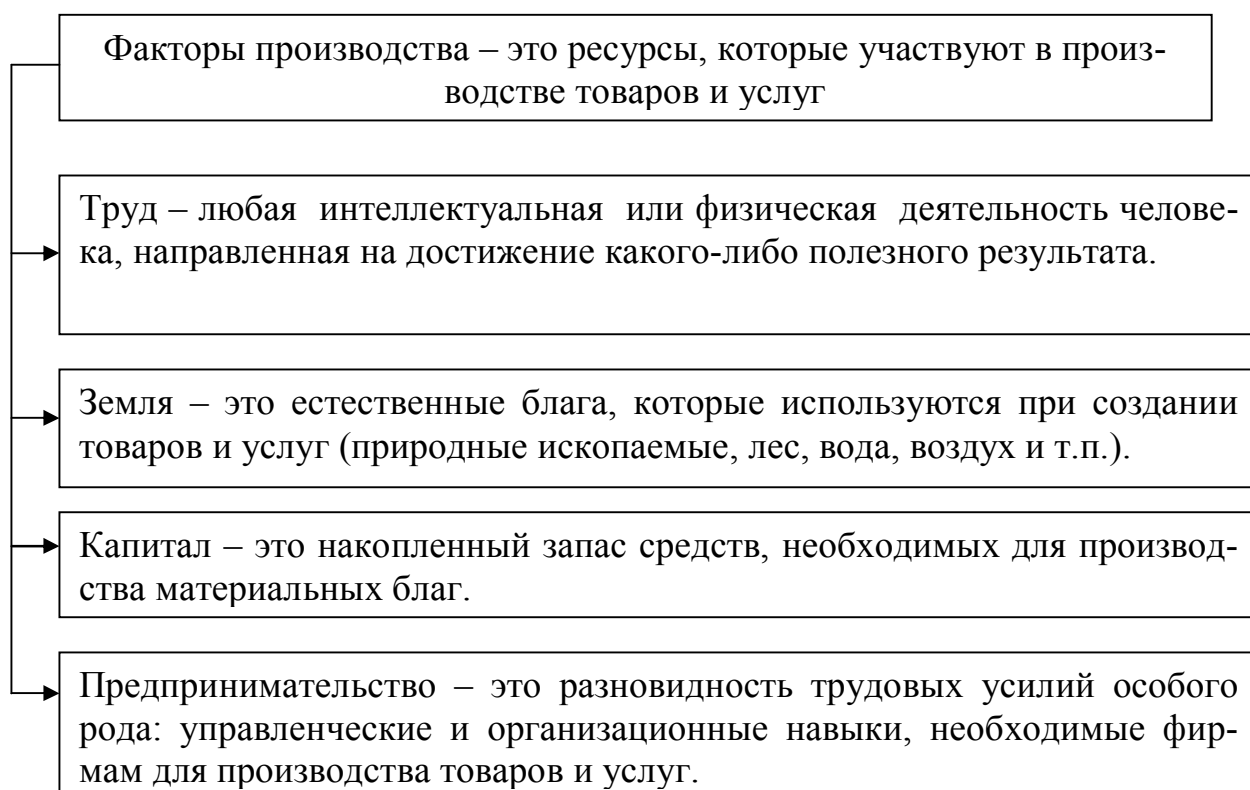 Факторы производства – это ресурсы, которые участвуют в произ-
водстве товаров и услуг
Труд – любая интеллектуальная или физическая деятельность челове-
ка, направленная на достижение какого-либо полезного результата.
Земля – это естественные блага, которые используются при создании
товаров и услуг (природные ископаемые, лес, вода, воздух и т.п.).
Капитал – это накопленный запас средств, необходимых для производ-
ства материальных благ.
Предпринимательство – это разновидность трудовых усилий особого
рода: управленческие и организационные навыки, необходимые фир-
мам для производства товаров и услуг.